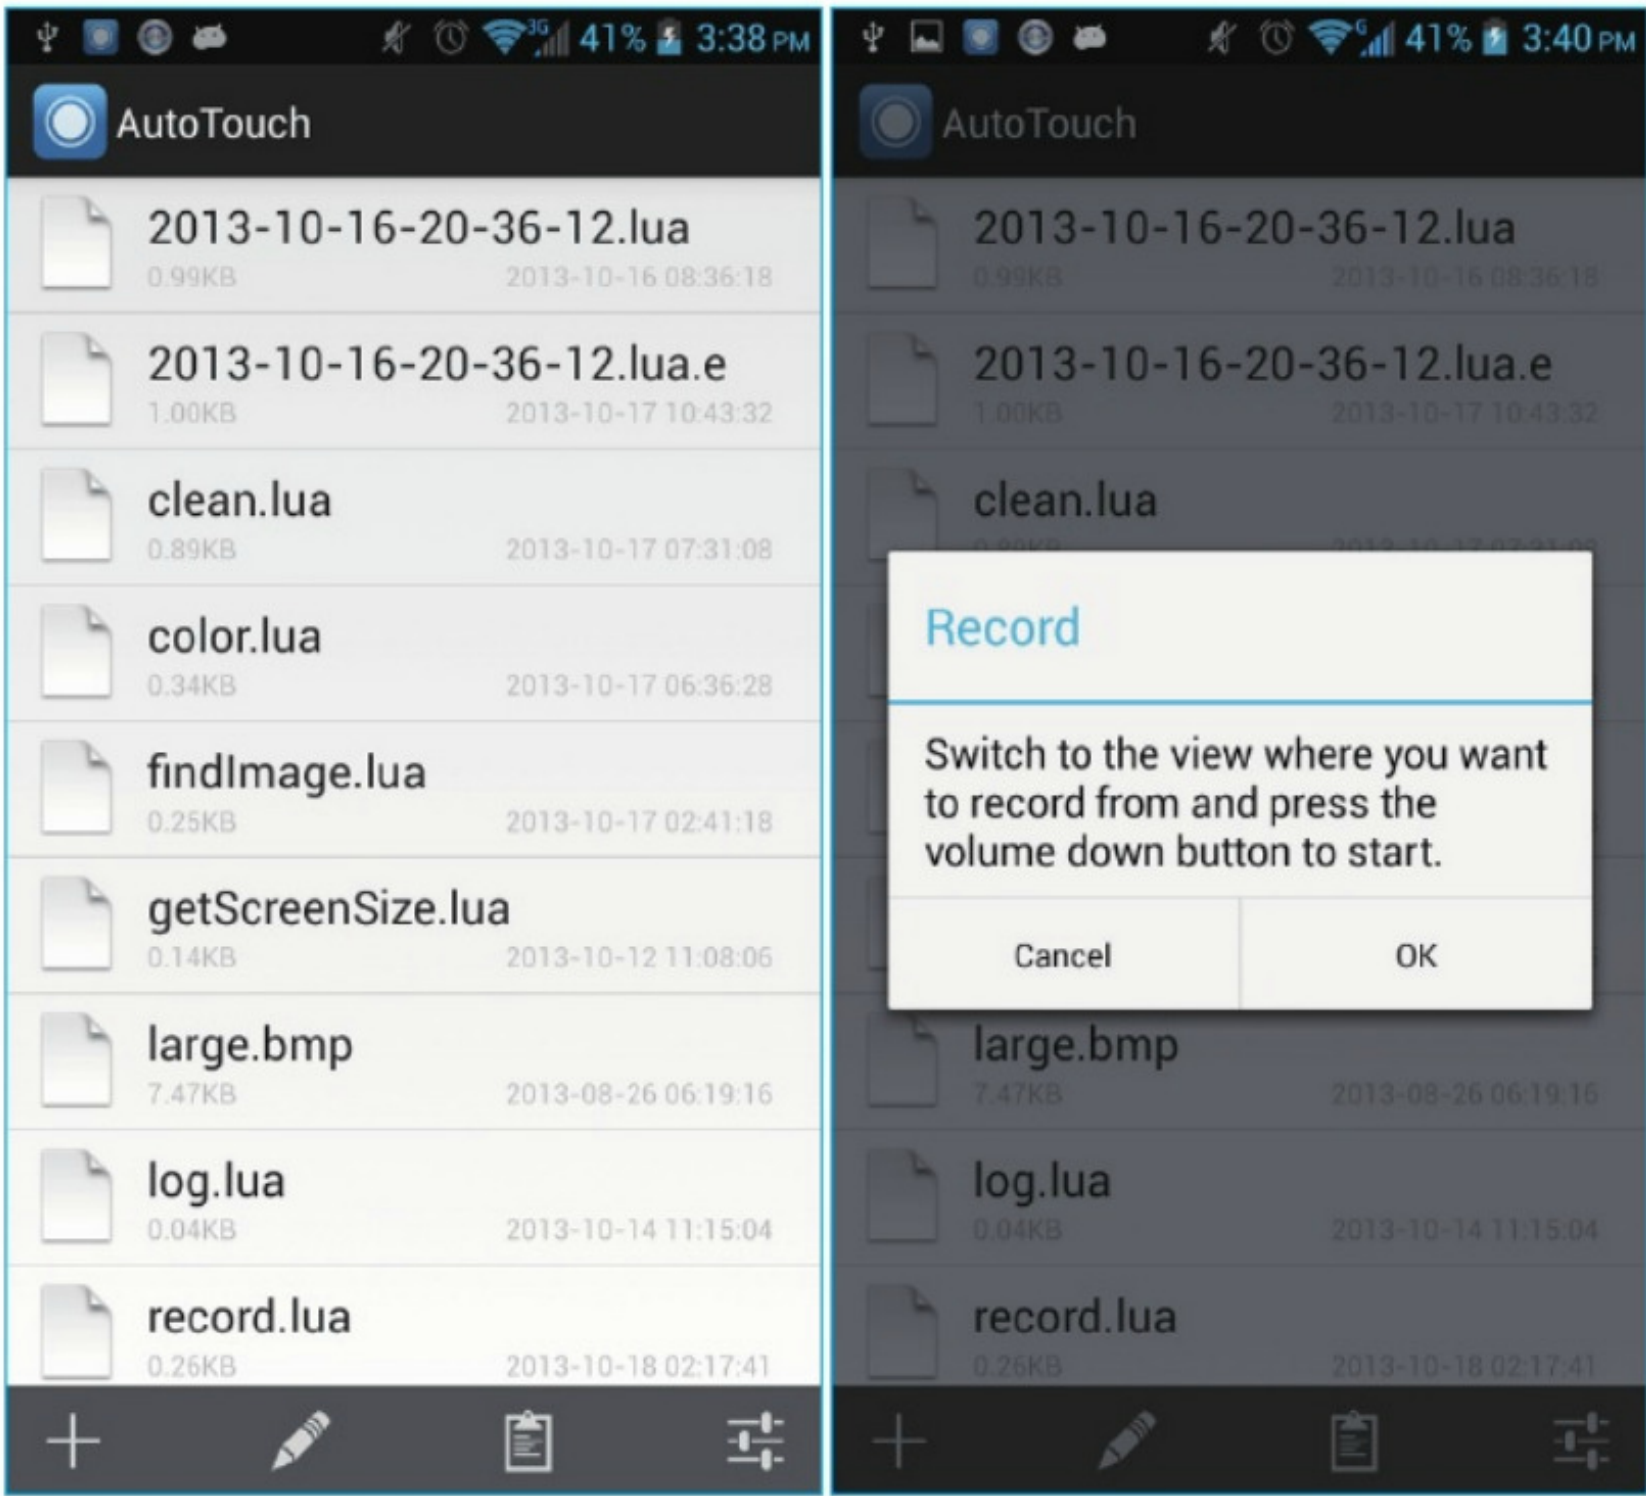 3G 41% 3:38 PM
AutoTouch
2013-10-16-20-36-12.lua
0.99KB 2013-10-16 08:36:18
2013-10-16-20-36-12.lua.e
1.00KB 2013-10-17 10:43:32
clean.lua
0.89KB 2013-10-17 07:31:08
color.lua
0.34KB 2013-10-17 06:36:28
findImage.lua
0.25KB 2013-10-17 02:41:18
getScreenSize.lua
0.14KB 2013-10-12 11:08:06
large.bmp
7.47KB 2013-08-26 06:19:16
log.lua
0.04KB 2013-10-14 11:15:04
record.lua
0.26KB 2013-10-18 02:17:41
G 41% 3:40 PM
AutoTouch
2013-10-16-20-36-12.lua
0.99KB 2013-10-16 08:36:18
2013-10-16-20-36-12.lua.e
1.00KB 2013-10-17 10:43:32
clean.lua
0.89KB 2013-10-17 07:31:08
Record
Switch to the view where you want
to record from and press the
volume down button to start.
Cancel OK
large.bmp
7.47KB 2013-08-26 06:19:16
log.lua
0.04KB 2013-10-14 11:15:04
record.lua
0.26KB 2013-10-18 02:17:41